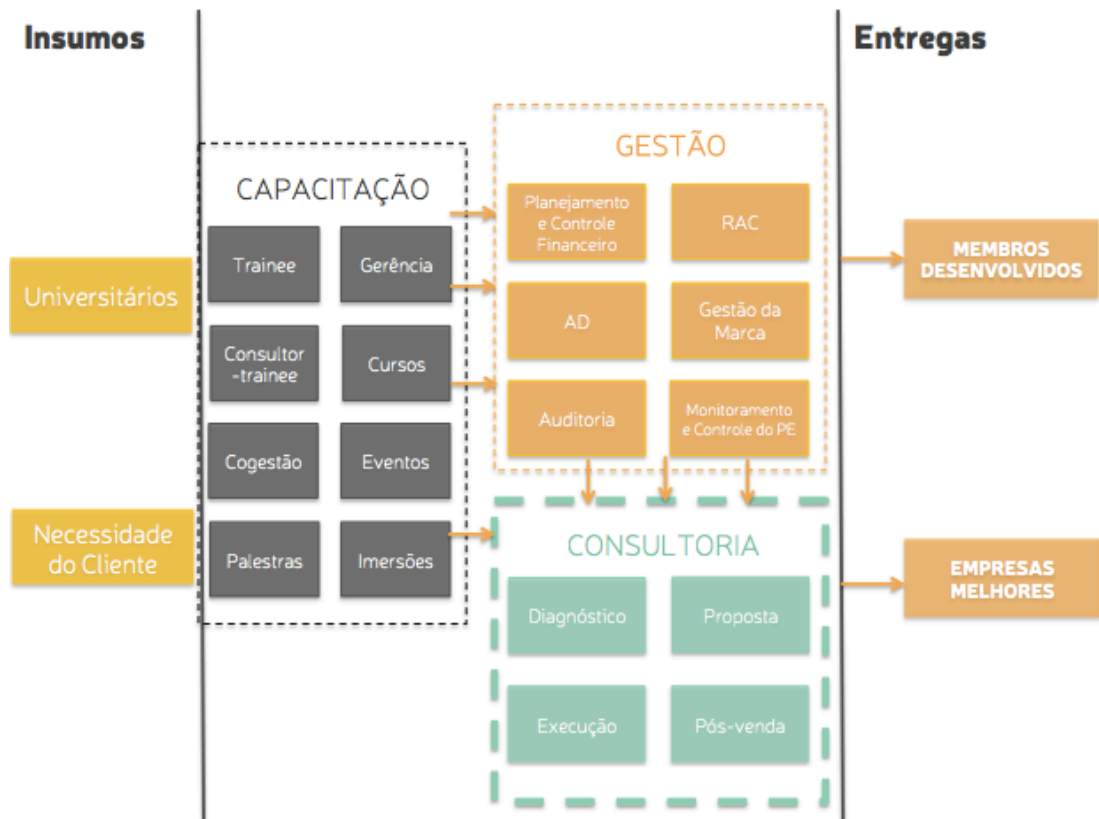 Insumos
Entregas
CAPACITAÇÃO
Universitários
Necessidade
do Cliente
Trainee
Gerência
Consultor
-trainee
Cursos
Cogestão
Eventos
Palestras
Imersões
GESTÃO
Planejamento
e Controle
Financeiro
RAC
AD
Gestão da
Marca
Auditoria
Monitoramento
e Controle do PE
CONSULTORIA
Diagnóstico
Proposta
Execução
Pós-venda
MEMBROS
DESENVOLVIDOS
EMPRESAS
MELHORES